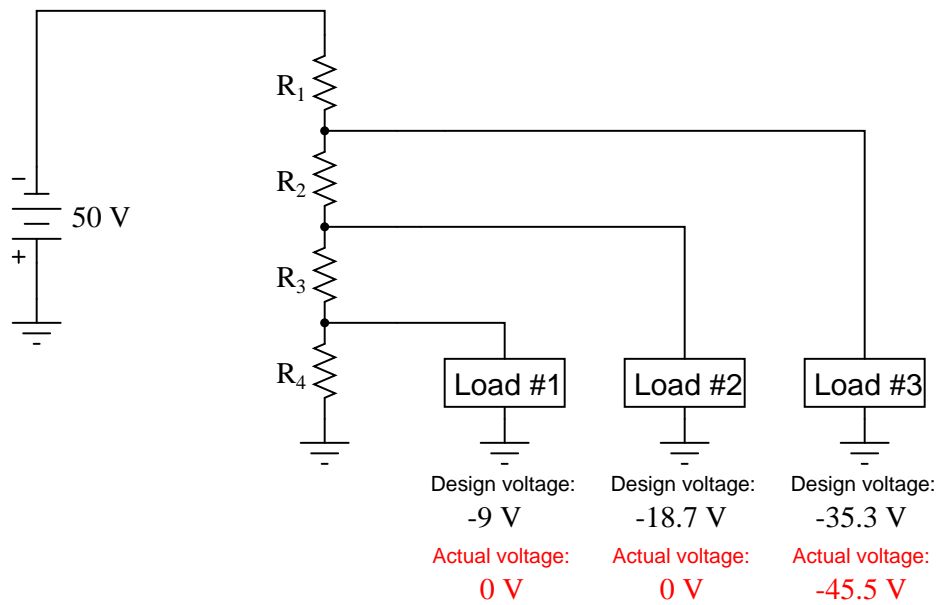 R1
R2
R3
R4
-
50 V
+
Load #1 Load #2 Load #3
Design voltage: Design voltage: Design voltage:
-9 V -18.7 V -35.3 V
Actual voltage: Actual voltage: Actual voltage:
0 V 0 V -45.5 V